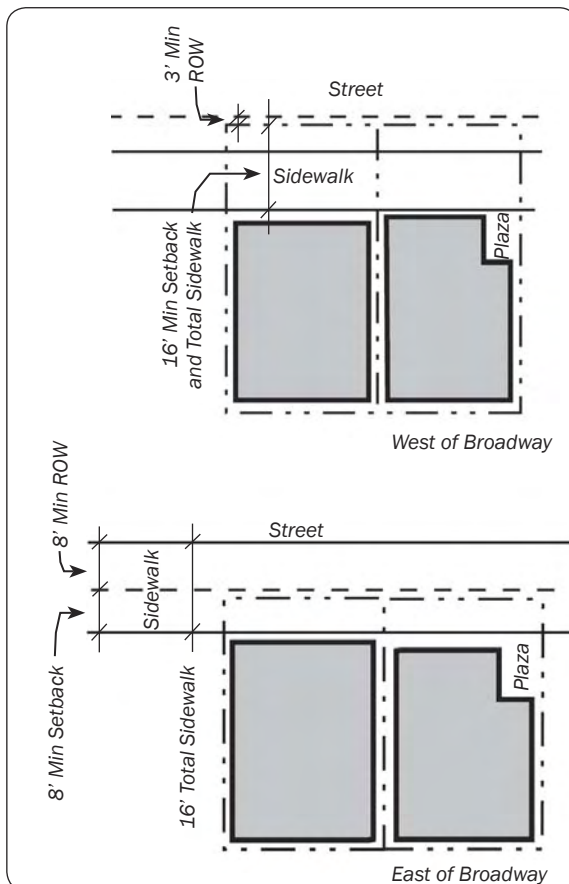 3' Min
ROW
Street
Sidewalk
16' Min Setback
and Total Sidewalk
Plaza
West of Broadway
8' Min ROW
Street
Sidewalk
8' Min Setback
16' Total Sidewalk
Plaza
East of Broadway